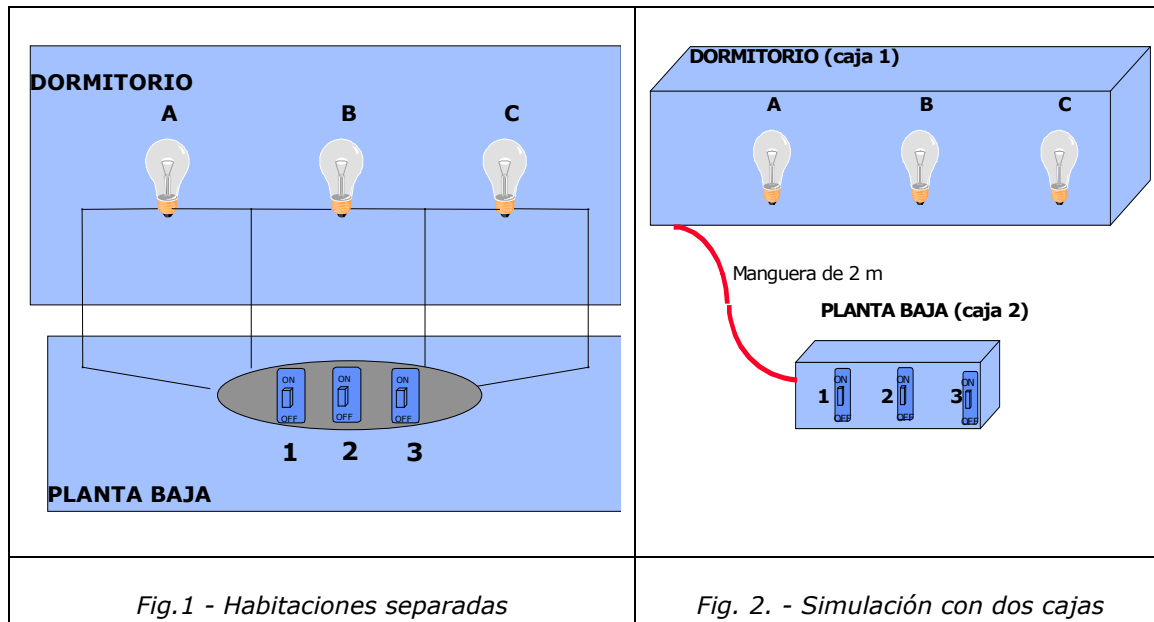 DORMITORIO
A B C
ON ON ON
OFF OFF OFF
1 2 3
PLANTA BAJA
Fig.1 - Habitaciones separadas
DORMITORIO (caja 1)
A B C
Manguera de 2 m
PLANTA BAJA (caja 2)
ON ON ON
1 2 3
OFF OFF OFF
Fig. 2. - Simulación con dos cajas